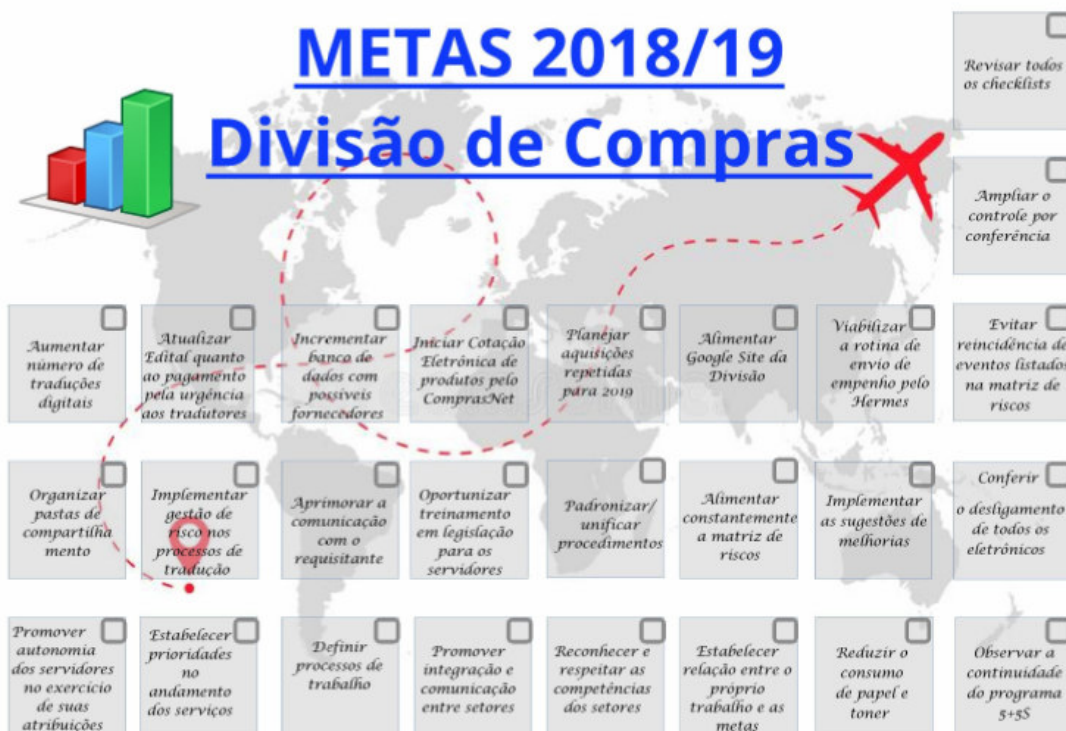 METAS 2018/19
Divisão de Compras
Revisar todos
os checklists
Ampliar o
controle por
conferência
Aumentar
número de
traduções
digitais
Atualizar
Edital quanto
ao pagamento
pela urgência
aos tradutores
Incrementar
banco de
dados com
possíveis
fornecedores
Iniciar Cotação
Eletrônica de
produtos pelo
ComprasNet
Planejar
aquisições
repetidas
para 2019
Alimentar
Google Site da
Divisão
Viabilizar
a rotina de
envio de
empenho pelo
Hermes
Evitar
reincidência de
eventos listados
na matriz de
riscos
Organizar
pastas de
compartilha
mento
Implementar
gestão de
risco nos
processos de
tradução
Aprimorar a
comunicação
com o
requisitante
Oportunizar
treinamento
em legislação
para os
servidores
Padronizar/
unificar
procedimentos
Alimentar
constantemente
a matriz de
riscos
Implementar
as sugestões de
melhorias
Conferir
o desligamento
de todos os
eletrônicos
Promover
autonomia
dos servidores
no exercício
de suas
atribuições
Estabelecer
prioridades
no
andamento
dos serviços
Definir
processos de
trabalho
Promover
integração e
comunicação
entre setores
Reconhecer e
respeitar as
competências
dos setores
Estabelecer
relação entre o
próprio
trabalho e as
metas
Reduzir o
consumo
de papel e
toner
Observar a
continuidade
do programa
5+5S